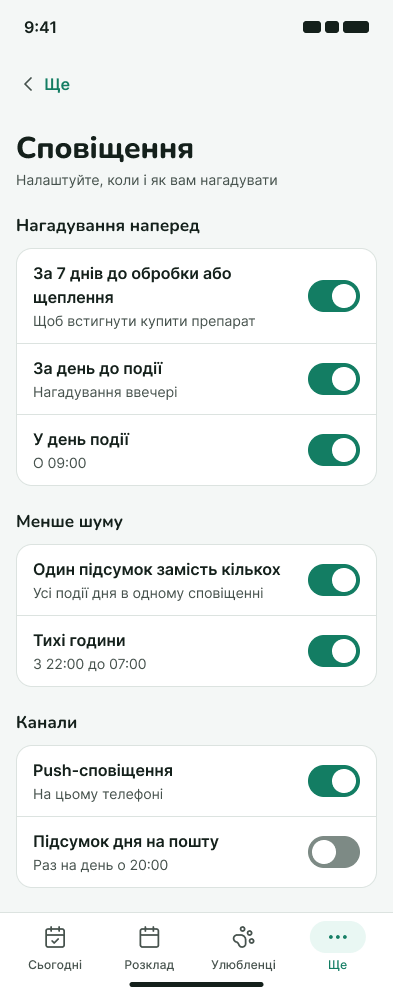 9:41
Ще
Сповіщення
Налаштуйте, коли і як вам нагадувати
Нагадування наперед
За 7 днів до обробки або
щеплення
Щоб встигнути купити препарат
За день до події
Нагадування ввечері
У день події
О 09:00
Менше шуму
Один підсумок замість кількох
Усі події дня в одному сповіщенні
Тихі години
З 22:00 до 07:00
Канали
Push-сповіщення
На цьому телефоні
Підсумок дня на пошту
Раз на день о 20:00
Сьогодні
Розклад
Улюбленці
Ще